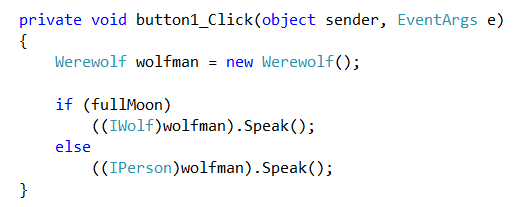 private void button1_Click(object sender, EventArgs e)
{
    Werewolf wolfman = new Werewolf();

    if (fullMoon)
        ((IWolf)wolfman).Speak();
    else
        ((IPerson)wolfman).Speak();
}